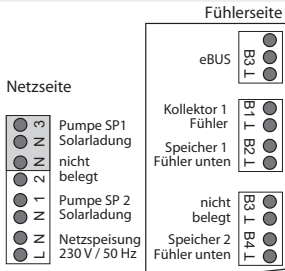 Fühlerseite
Netzseite
3
N
N
2
1
N
N
L
Pumpe SP1
Solarladung
nicht
belegt
Pumpe SP 2
Solarladung
Netzspeisung
230 V / 50 Hz
eBUS
B3
T
Kollektor 1
Fühler
B1
T
Speicher 1
Fühler unten
B2
T
nicht
belegt
B3
T
Speicher 2
Fühler unten
B4
T